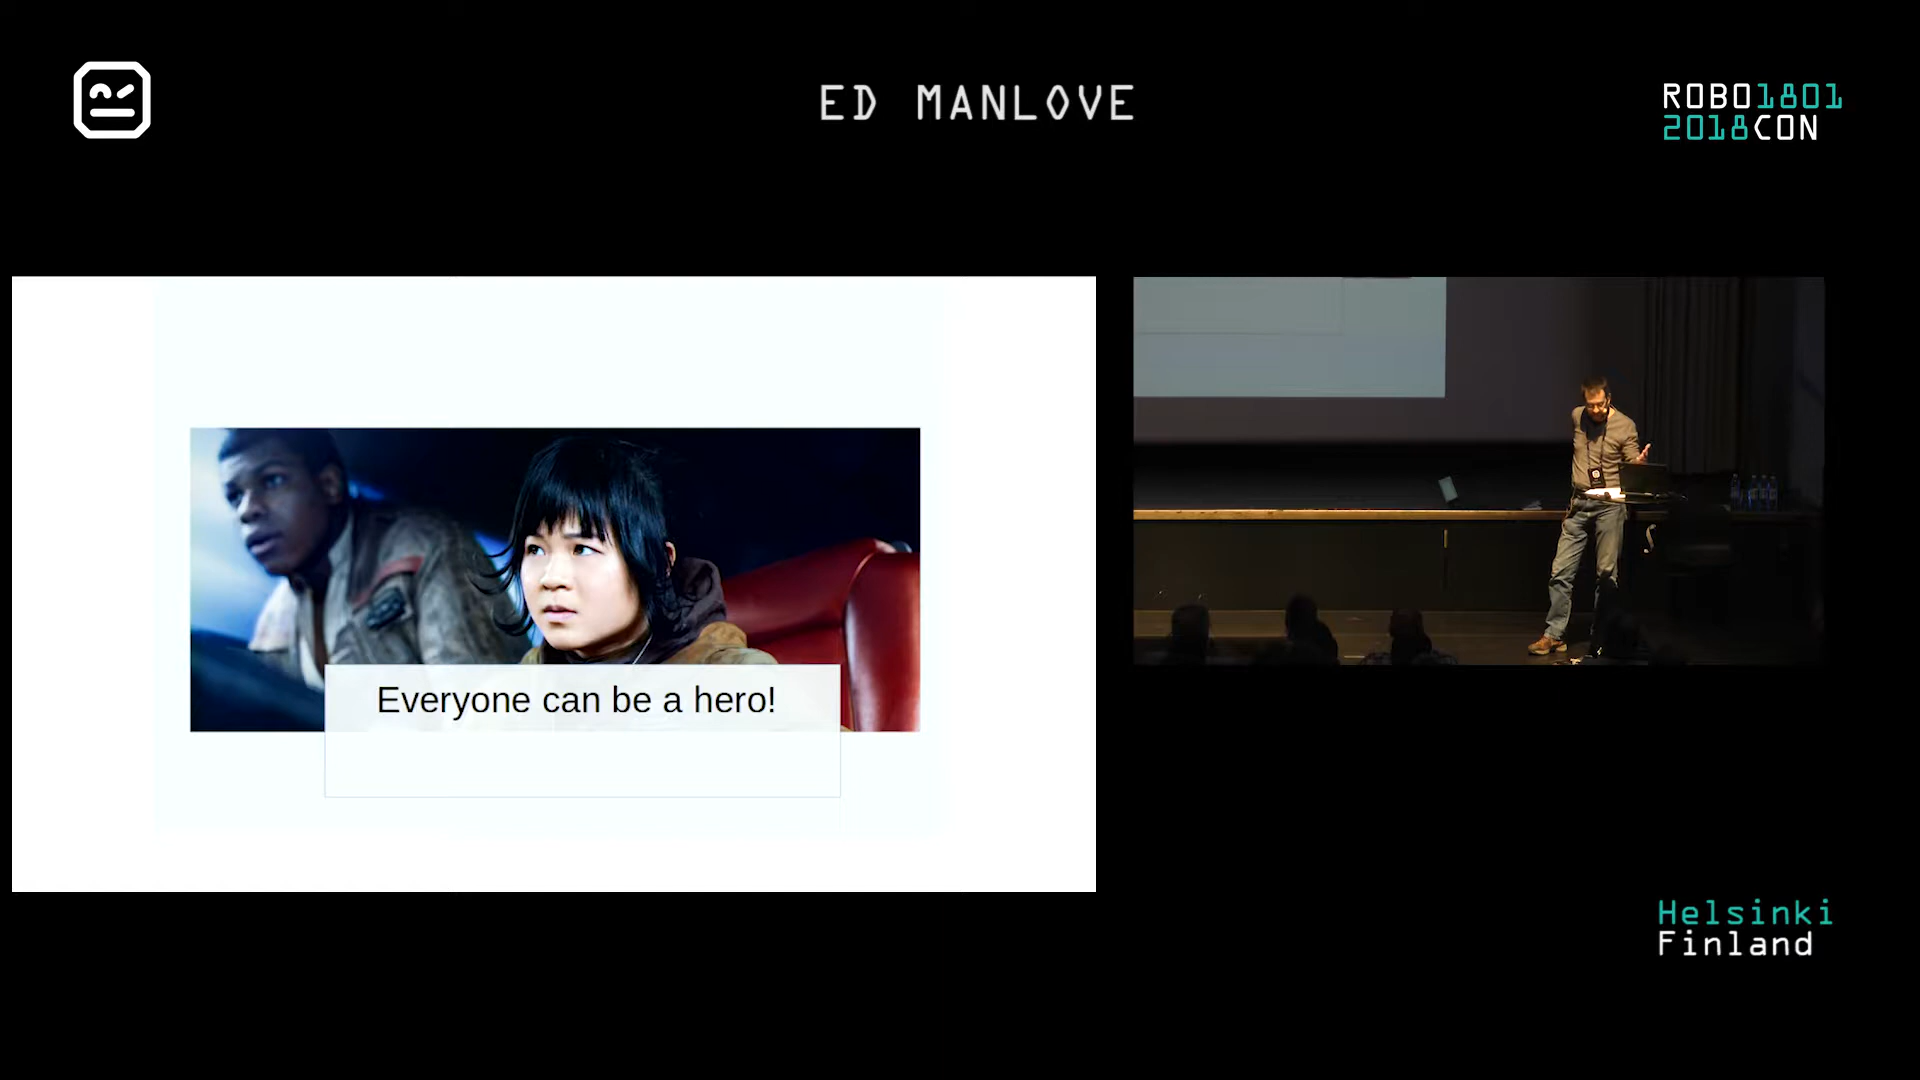 ED MANLOVE
ROBO1801
2018CON
Everyone can be a hero!
Helsinki
Finland